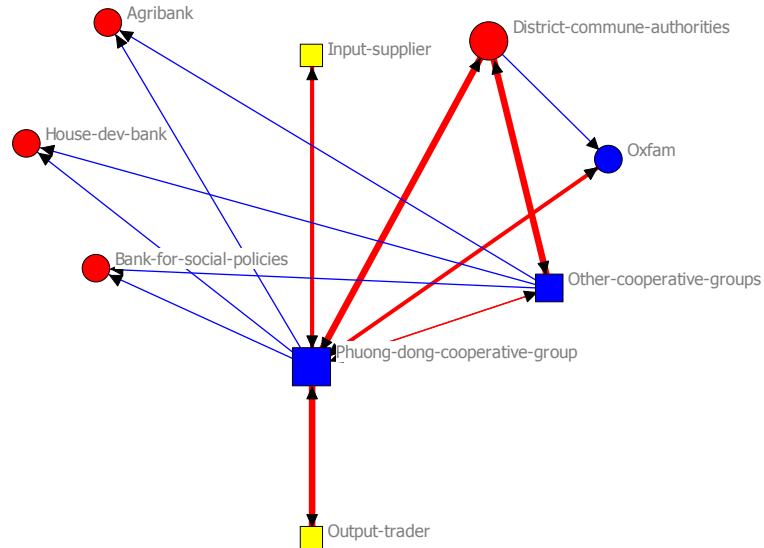 Agribank
District-commune-authorities
Input-supplier
House-dev-bank
Oxfam
Bank-for-social-policies
Other-cooperative-groups
Phuong-dong-cooperative-group
Output-trader